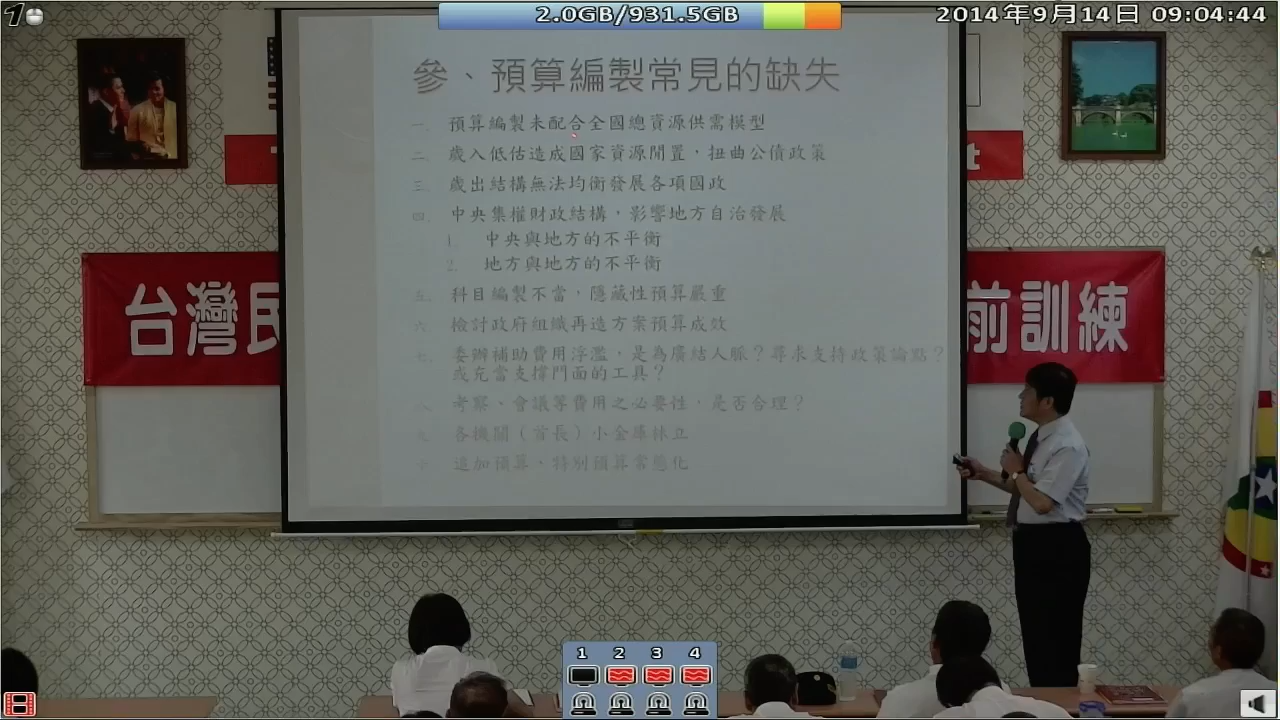 1
2.0GB/931.5GB
2014年9月14日 09:04:44
參、預算編製常見的缺失
一. 預算編製未配合全國總資源供需模型
二. 歲入低估造成國家資源閒置，扭曲公債政策
三. 歲出結構無法均衡發展各項國政
四. 中央集權財政結構，影響地方自治發展
1. 中央與地方的不平衡
2. 地方與地方的不平衡
五. 科目編製不當，隱藏性預算嚴重
六. 檢討政府組織再造方案預算成效
七. 委辦補助費用浮濫，是為廣結人脈？尋求支持政策論點？
或充當支撐門面的工具？
八. 考察、會議等費用之必要性，是否合理？
九. 各機關（首長）小金庫林立
十. 追加預算、特別預算常態化
t
台灣民
前訓練
1 2 3 4